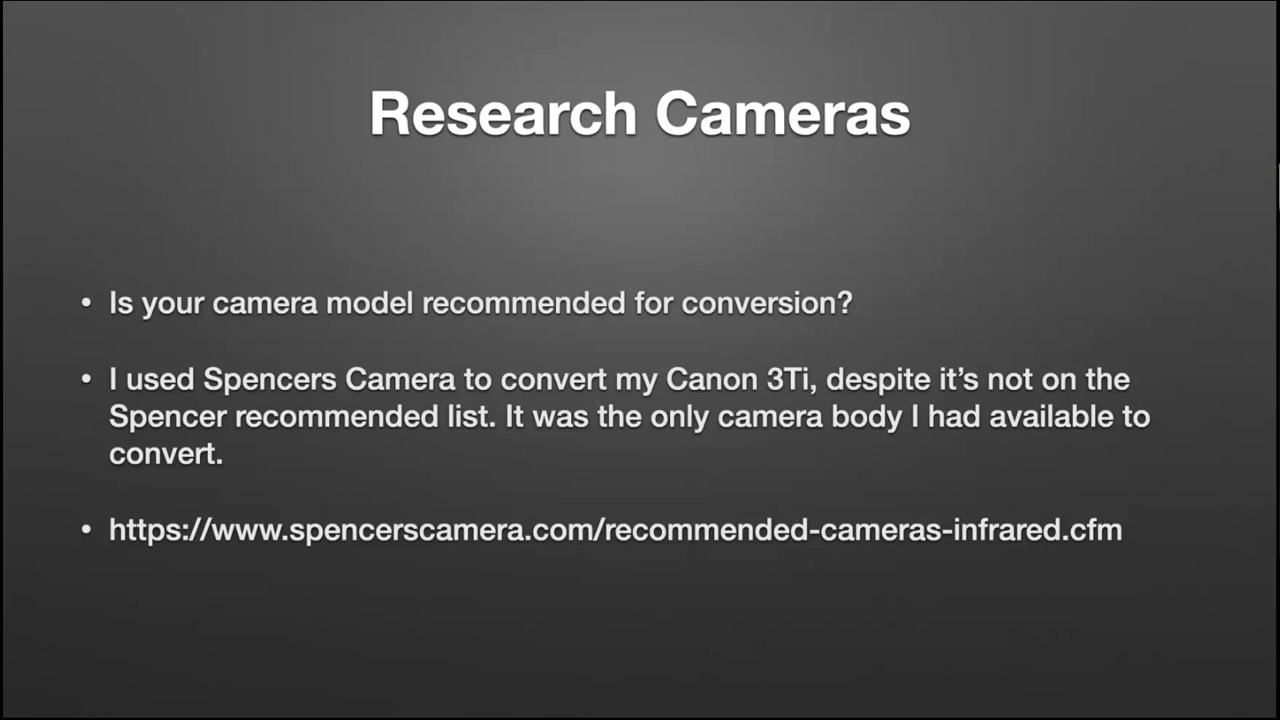 Research Cameras
• Is your camera model recommended for conversion?
• I used Spencers Camera to convert my Canon 3Ti, despite it’s not on the
Spencer recommended list. It was the only camera body I had available to
convert.
• https://www.spencerscamera.com/recommended-cameras-infrared.cfm